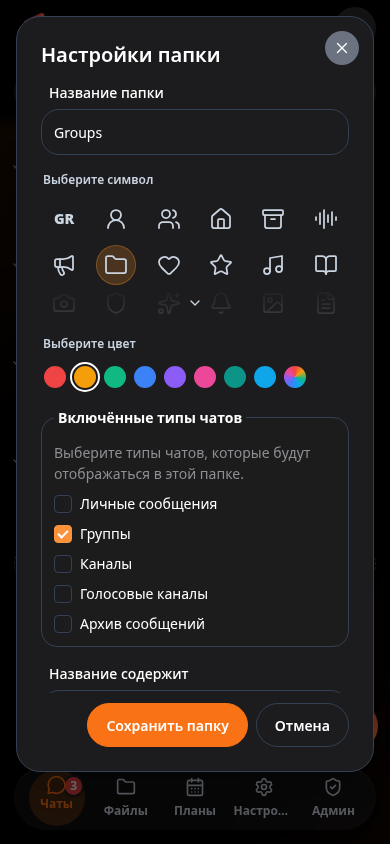 Настройки папки
Название папки
Groups
Выберите символ
GR
Выберите цвет
Включённые типы чатов
Выберите типы чатов, которые будут
отображаться в этой папке.
Личные сообщения
Группы
Каналы
Голосовые каналы
Архив сообщений
Название содержит
Сохранить папку
Отмена
3
Чаты
Файлы
Планы
Настро...
Админ